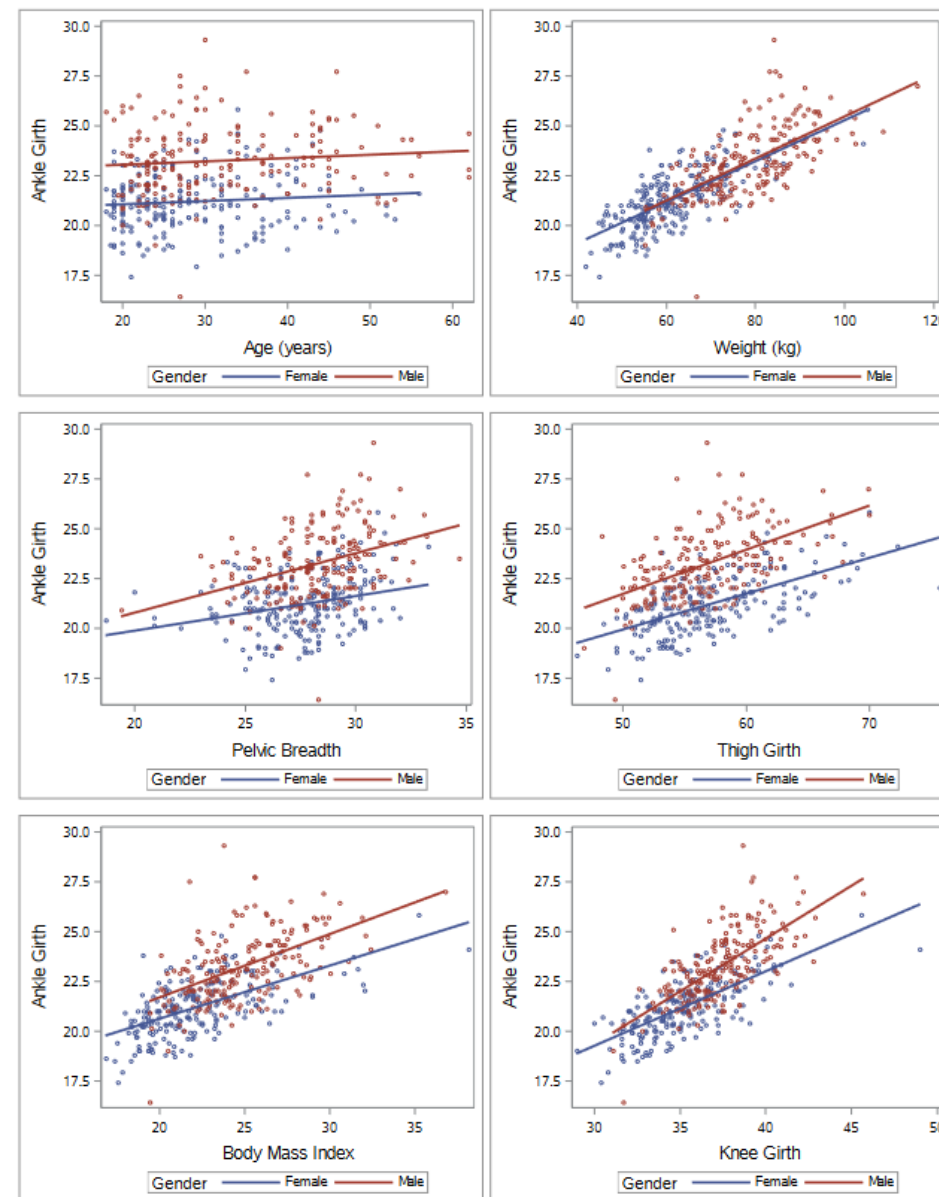 30.0
27.5
25.0
22.5
20.0
17.5
Ankle Girth
20 30 40 50 60
Age (years)
Gender Female Male
30.0
27.5
25.0
22.5
20.0
17.5
Ankle Girth
40 60 80 100 120
Weight (kg)
Gender Female Male
30.0
27.5
25.0
22.5
20.0
17.5
Ankle Girth
20 25 30 35
Pelvic Breadth
Gender Female Male
30.0
27.5
25.0
22.5
20.0
17.5
Ankle Girth
50 60 70
Thigh Girth
Gender Female Male
30.0
27.5
25.0
22.5
20.0
17.5
Ankle Girth
20 25 30 35
Body Mass Index
Gender Female Male
30.0
27.5
25.0
22.5
20.0
17.5
Ankle Girth
30 35 40 45 50
Knee Girth
Gender Female Male